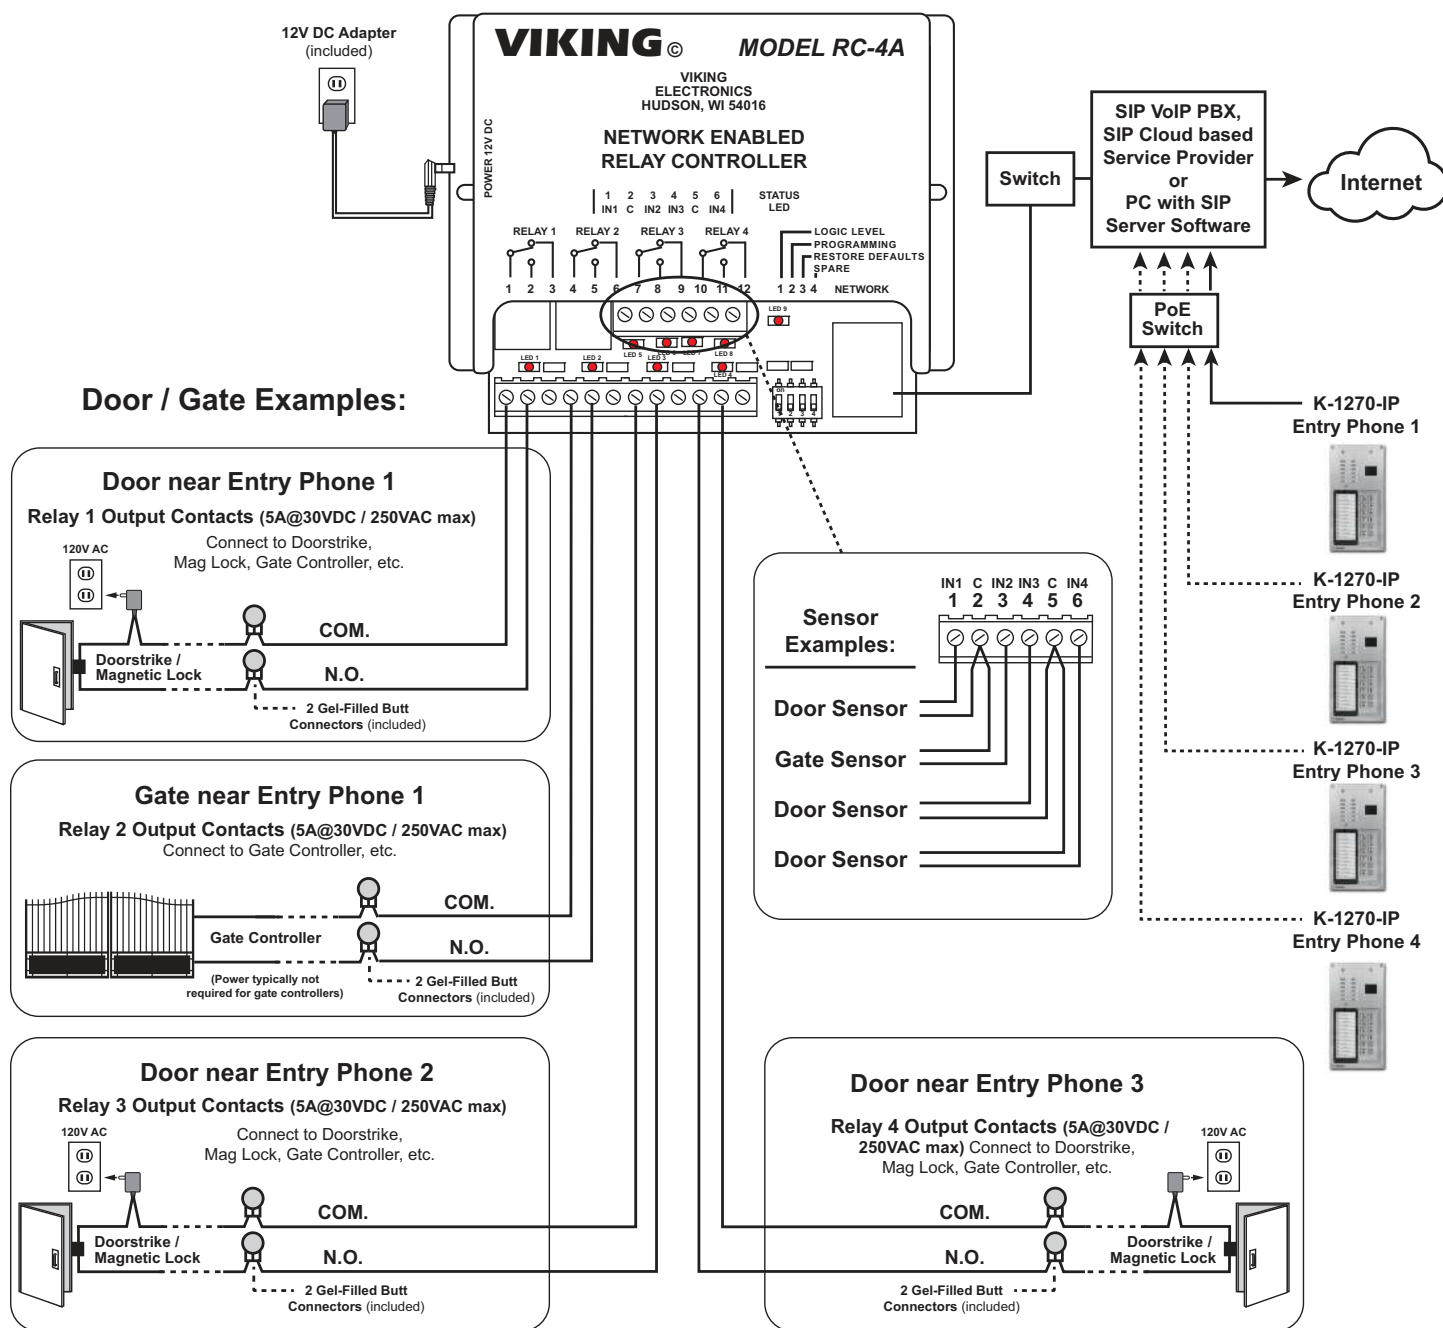 12V DC Adapter
(included)
VIKING © MODEL RC-4A
VIKING
ELECTRONICS
HUDSON, WI 54016
NETWORK ENABLED
RELAY CONTROLLER
POWER 12V DC
1 2 3 4 5 6
IN1 C IN2 IN3 C IN4
STATUS
LED
RELAY 1 RELAY 2 RELAY 3 RELAY 4
LOGIC LEVEL
PROGRAMMING
RESTORE DEFAULTS
SPARE
1 2 3 4 5 6 7 8 9 10 11 12 1 2 3 4 NETWORK
LED 9
LED 5 LED 8
LED 1 LED 2 LED 3
LED 4
on
2 3 4
Switch
SIP VoIP PBX,
SIP Cloud based
Service Provider
or
PC with SIP
Server Software
Internet
PoE
Switch
K-1270-IP
Entry Phone 1
K-1270-IP
Entry Phone 2
K-1270-IP
Entry Phone 3
K-1270-IP
Entry Phone 4
Door / Gate Examples:
Door near Entry Phone 1
Relay 1 Output Contacts (5A@30VDC / 250VAC max)
Connect to Doorstrike,
Mag Lock, Gate Controller, etc.
120V AC
COM.
Doorstrike /
Magnetic Lock
N.O.
2 Gel-Filled Butt
Connectors (included)
Gate near Entry Phone 1
Relay 2 Output Contacts (5A@30VDC / 250VAC max)
Connect to Gate Controller, etc.
COM.
Gate Controller
N.O.
(Power typically not
required for gate controllers)
2 Gel-Filled Butt
Connectors (included)
Door near Entry Phone 2
Relay 3 Output Contacts (5A@30VDC / 250VAC max)
Connect to Doorstrike,
Mag Lock, Gate Controller, etc.
120V AC
COM.
Doorstrike /
Magnetic Lock
N.O.
2 Gel-Filled Butt
Connectors (included)
Sensor
Examples:
IN1 C IN2 IN3 C IN4
1 2 3 4 5 6
Door Sensor
Gate Sensor
Door Sensor
Door Sensor
Door near Entry Phone 3
Relay 4 Output Contacts (5A@30VDC /
250VAC max) Connect to Doorstrike,
Mag Lock, Gate Controller, etc.
120V AC
COM.
Doorstrike /
Magnetic Lock
N.O.
2 Gel-Filled Butt
Connectors (included)